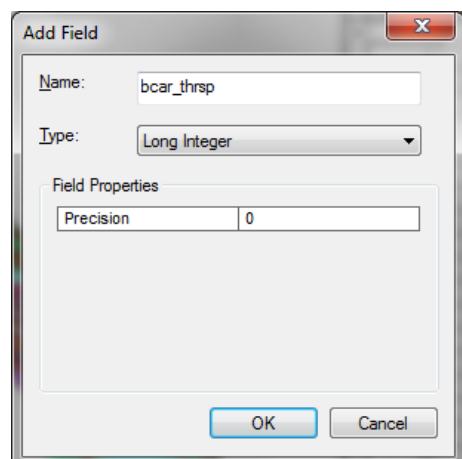 Add Field
Name: bcar_thrsp
Type: Long Integer
Field Properties
Precision 0
OK Cancel